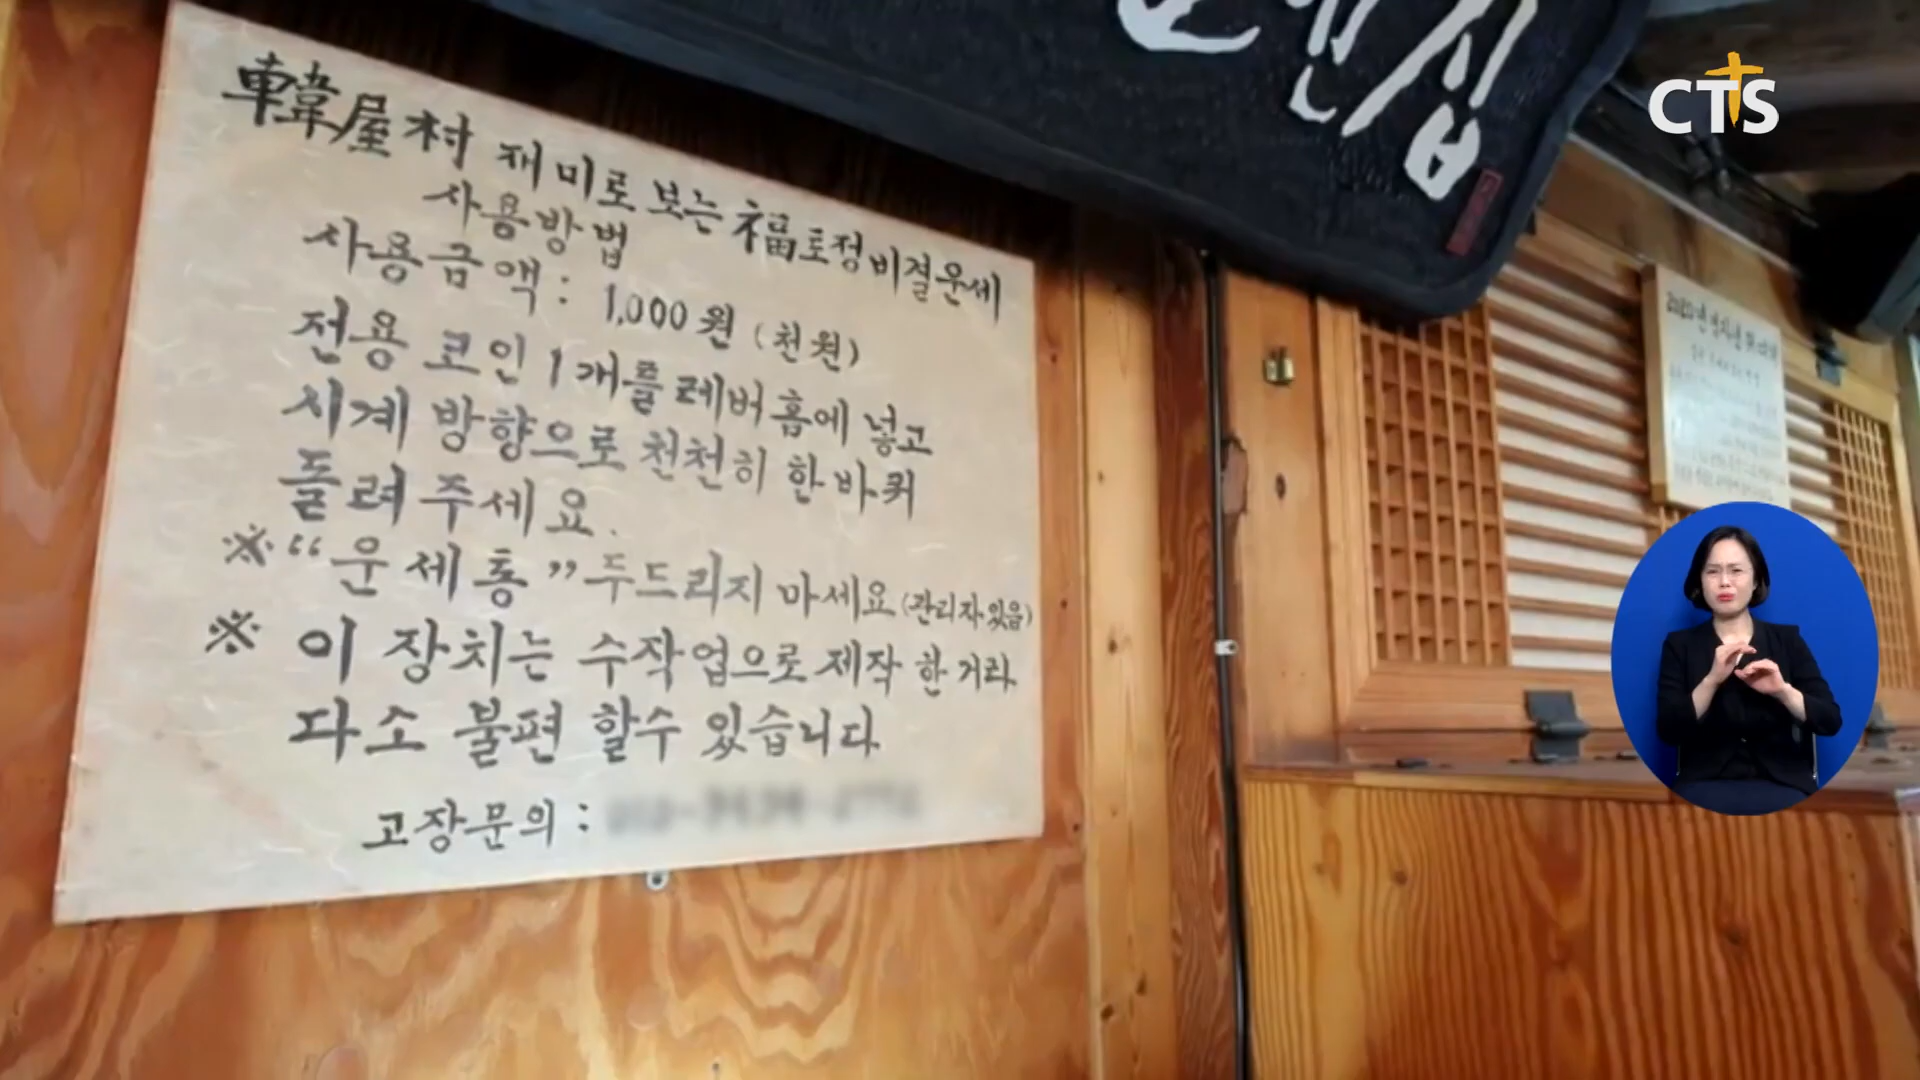 韓屋村 재미로 보는 福토정비결운세
사용방법
사용금액: 1,000원 (천원)
전용 코인 1개를 레버 홈에 넣고
시계 방향으로 천천히 한바퀴
돌려 주세요.
※ “운세통” 두드리지 마세요 (관리자있음)
※ 이 장치는 수작업으로 제작 한 거라
다소 불편 할수 있습니다
고장문의 :
집
CTS